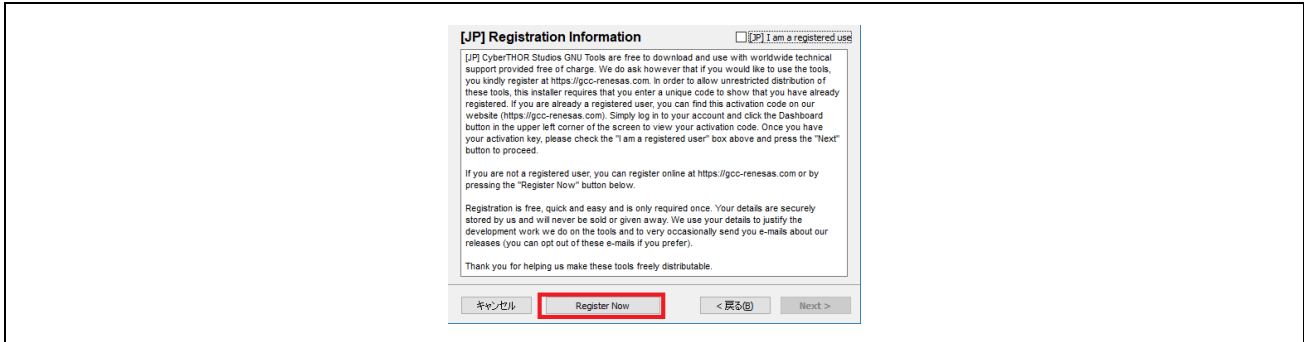 [JP] Registration Information
[JP] I am a registered use
[JP] CyberTHOR Studios GNU Tools are free to download and use with worldwide technical
support provided free of charge. We do ask however that if you would like to use the tools,
you kindly register at https://gcc-renesas.com. In order to allow unrestricted distribution of
these tools, this installer requires that you enter a unique code to show that you have already
registered. If you are already a registered user, you can find this activation code on our
website (https://gcc-renesas.com). Simply log in to your account and click the Dashboard
button in the upper left corner of the screen to view your activation code. Once you have
your activation key, please check the "I am a registered user" box above and press the "Next"
button to proceed.
If you are not a registered user, you can register online at https://gcc-renesas.com or by
pressing the "Register Now" button below.
Registration is free, quick and easy and is only required once. Your details are securely
stored by us and will never be sold or given away. We use your details to justify the
development work we do on the tools and to very occasionally send you e-mails about our
releases (you can opt out of these e-mails if you prefer).
Thank you for helping us make these tools freely distributable.
キャンセル
Register Now
< 戻る(B)
Next >